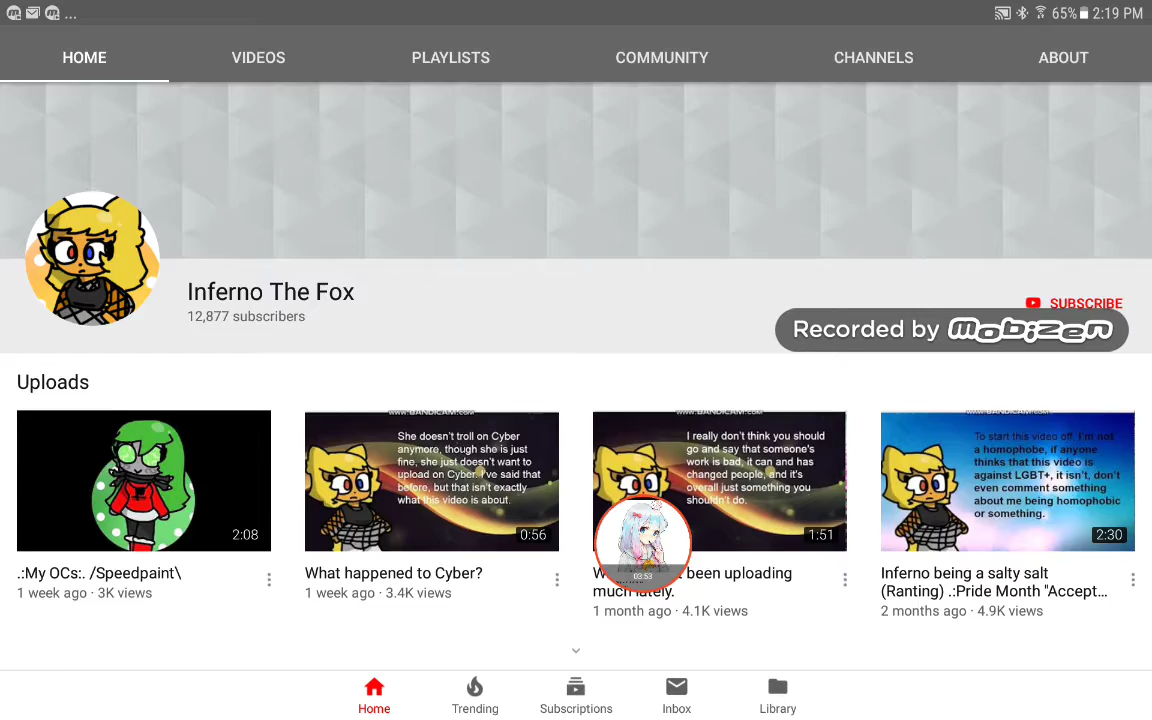 ... 65% 2:19 PM
HOME VIDEOS PLAYLISTS COMMUNITY CHANNELS ABOUT
Inferno The Fox
12,877 subscribers
SUBSCRIBE
Recorded by mobizen
Uploads
www.BANDICAM.com
She doesn't troll on Cyber
anymore, though she is just
fine, she just doesn't want to
upload on Cyber. I've said that
before, but that isn't exactly
what this video is about.
www.BANDICAM.com
I really don't think you should
go and say that someone's
work is bad, it can and has
changed people, and it's
overall just something you
shouldn't do.
www.BANDICAM.com
To start this video off, I'm not
a homophobe, if anyone
thinks that this video is
against LGBT+, it isn't, don't
even comment something
about me being homophobic
or something.
2:08
0:56
1:51
2:30
03:53
.:My OCs:. /Speedpaint\
1 week ago · 3K views
What happened to Cyber?
1 week ago · 3.4K views
been uploading
much lately.
1 month ago · 4.1K views
Inferno being a salty salt
(Ranting) .:Pride Month "Accept...
2 months ago · 4.9K views
Home Trending Subscriptions Inbox Library